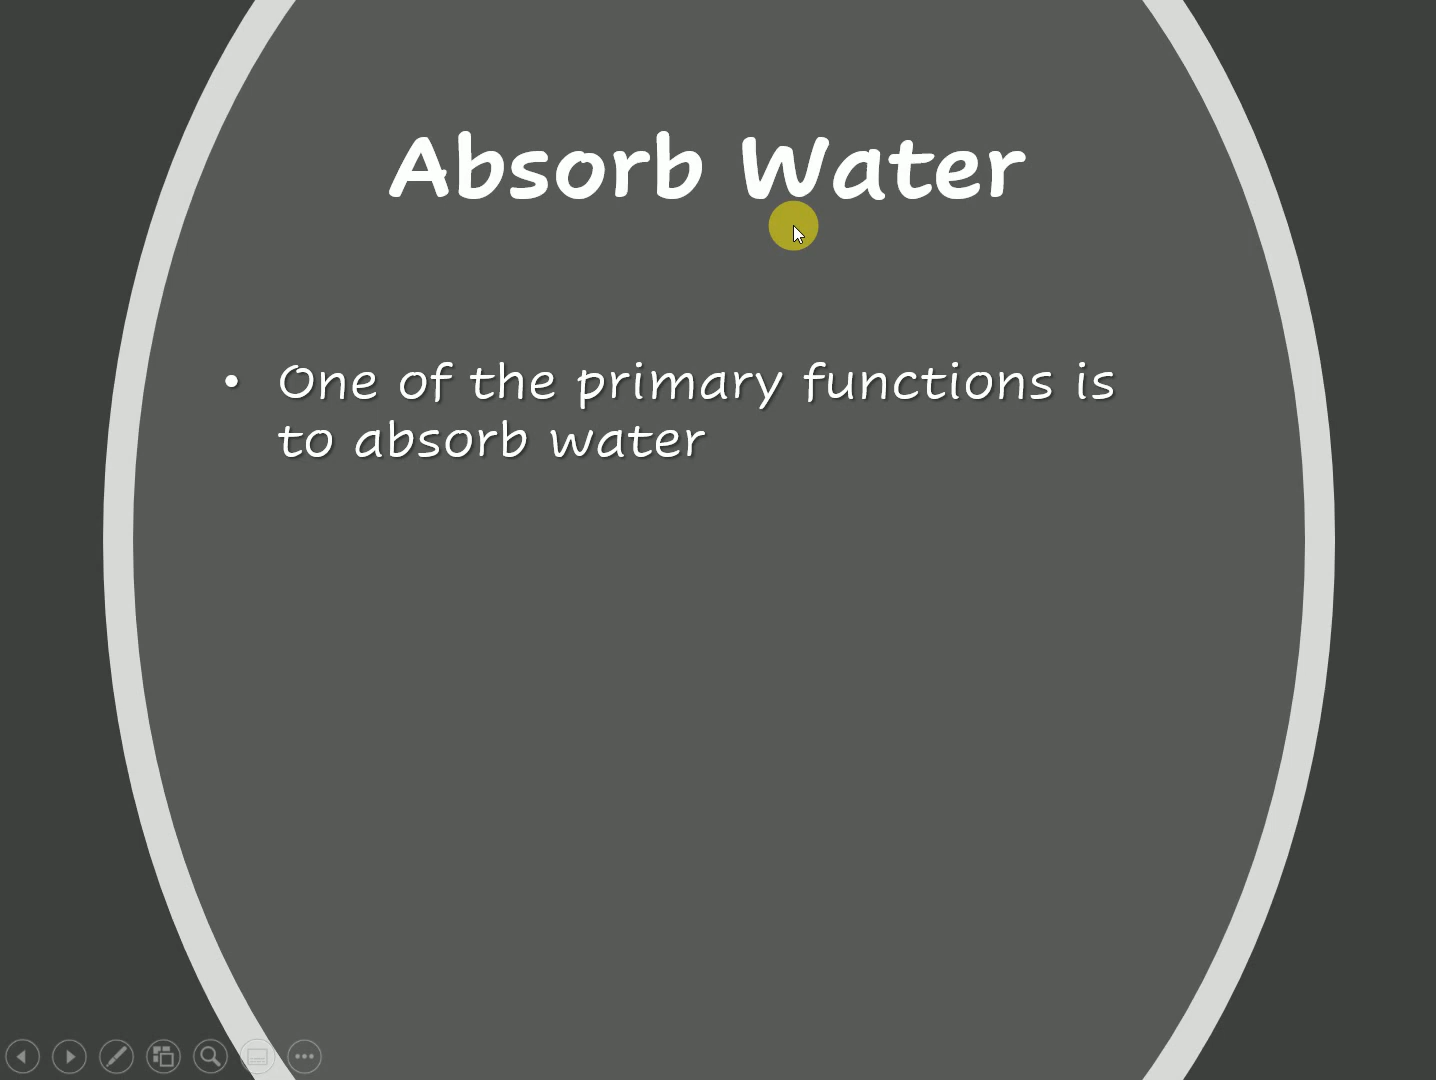 Absorb Water
• One of the primary functions is
to absorb water